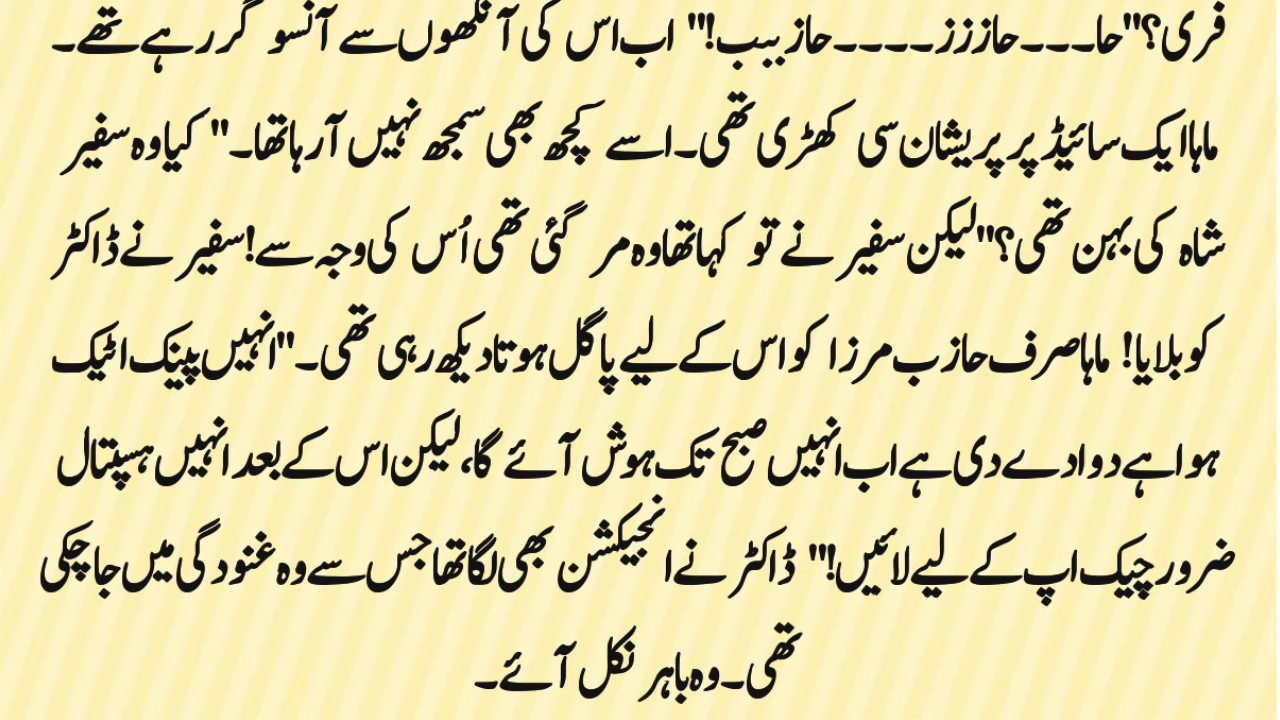 فری؟"حا۔۔۔حاززز۔۔۔۔حازبیب!" اب اس کی آنکھوں سے آنسو گر رہے تھے۔
ماہا ایک سائیڈ پر پریشان سی کھڑی تھی۔اسے کچھ بھی سمجھ نہیں آرہا تھا۔" کیا وہ سفیر
شاہ کی بہن تھی؟"لیکن سفیر نے تو کہا تھا وہ مر گئی تھی اُس کی وجہ سے!سفیر نے ڈاکٹر
کو بلایا! ماہا صرف حازب مرزا کو اس کے لیے پاگل ہوتا دیکھ رہی تھی۔"انہیں پینک اٹیک
ہوا ہے دوا دے دی ہے اب انہیں صبح تک ہوش آئے گا،لیکن اس کے بعد انہیں ہسپتال
ضرور چیک اپ کے لیے لائیں!" ڈاکٹر نے انجیکشن بھی لگا تھا جس سے وہ غنودگی میں جا چکی
تھی۔وہ باہر نکل آئے۔